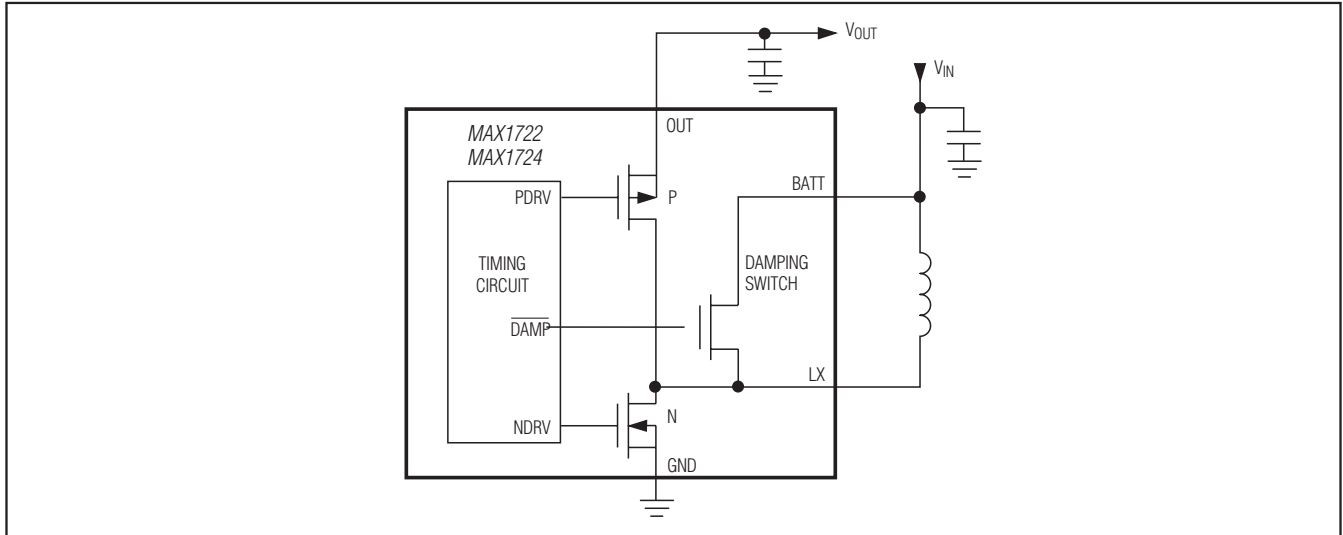 VOUT
VIN
OUT
MAX1722
MAX1724
BATT
PDRV
P
TIMING
CIRCUIT
DAMPING
SWITCH
DAMP
LX
N
NDRV
GND